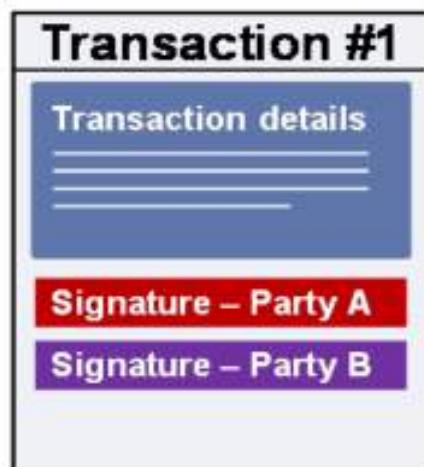 Transaction #1
Transaction details
Signature – Party A
Signature – Party B